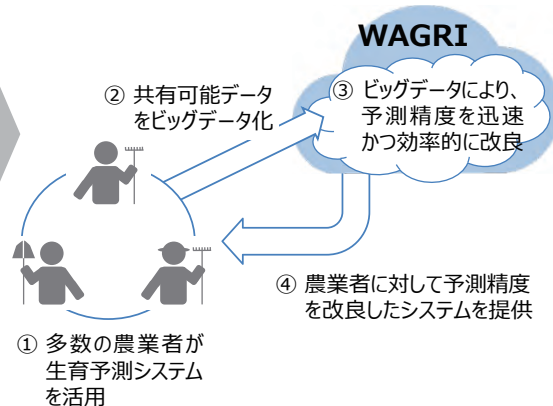 WAGRI
② 共有可能データ
をビッグデータ化
③ ビッグデータにより、
予測精度を迅速
かつ効率的に改良
④ 農業者に対して予測精度
を改良したシステムを提供
① 多数の農業者が
生育予測システム
を活用